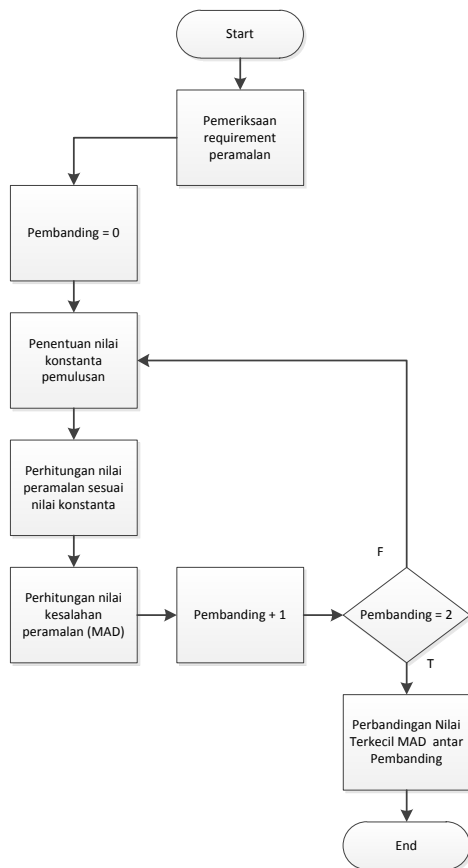 Start
Pemeriksaan
requirement
peramalan
Pembanding = 0
Penentuan nilai
konstanta
pemulusan
Perhitungan nilai
peramalan sesuai
nilai konstanta
Perhitungan nilai
kesalahan
peramalan (MAD)
Pembanding + 1
F
Pembanding = 2
T
Perbandingan Nilai
Terkecil MAD antar
Pembanding
End